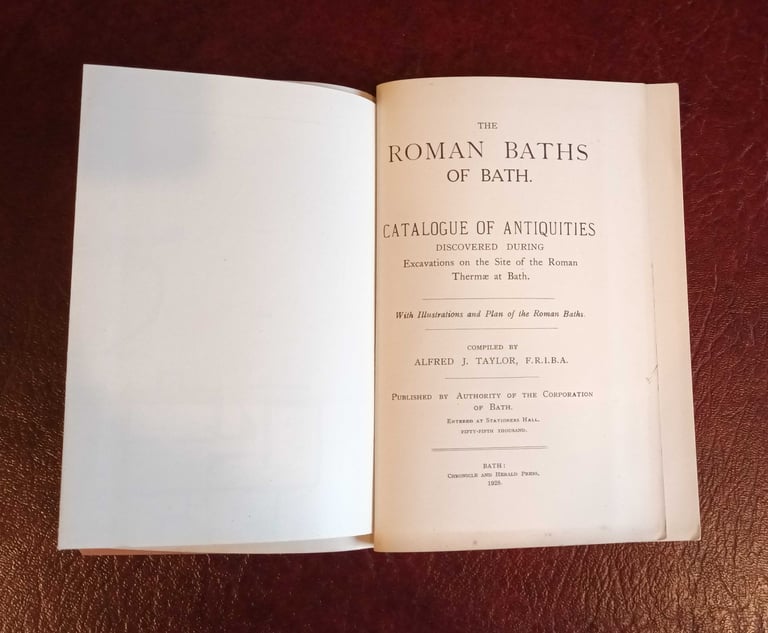 THE
ROMAN BATHS
OF BATH.
CATALOGUE OF ANTIQUITIES
DISCOVERED DURING
Excavations on the Site of the Roman
Thermæ at Bath.
With Illustrations and Plan of the Roman Baths.
COMPILED BY
ALFRED J. TAYLOR, F.R.I.B.A.
PUBLISHED BY AUTHORITY OF THE CORPORATION
OF BATH.
ENTERED AT STATIONERS HALL.
FIFTY-FIFTH THOUSAND.
BATH:
CHRONICLE AND HERALD PRESS,
1928.